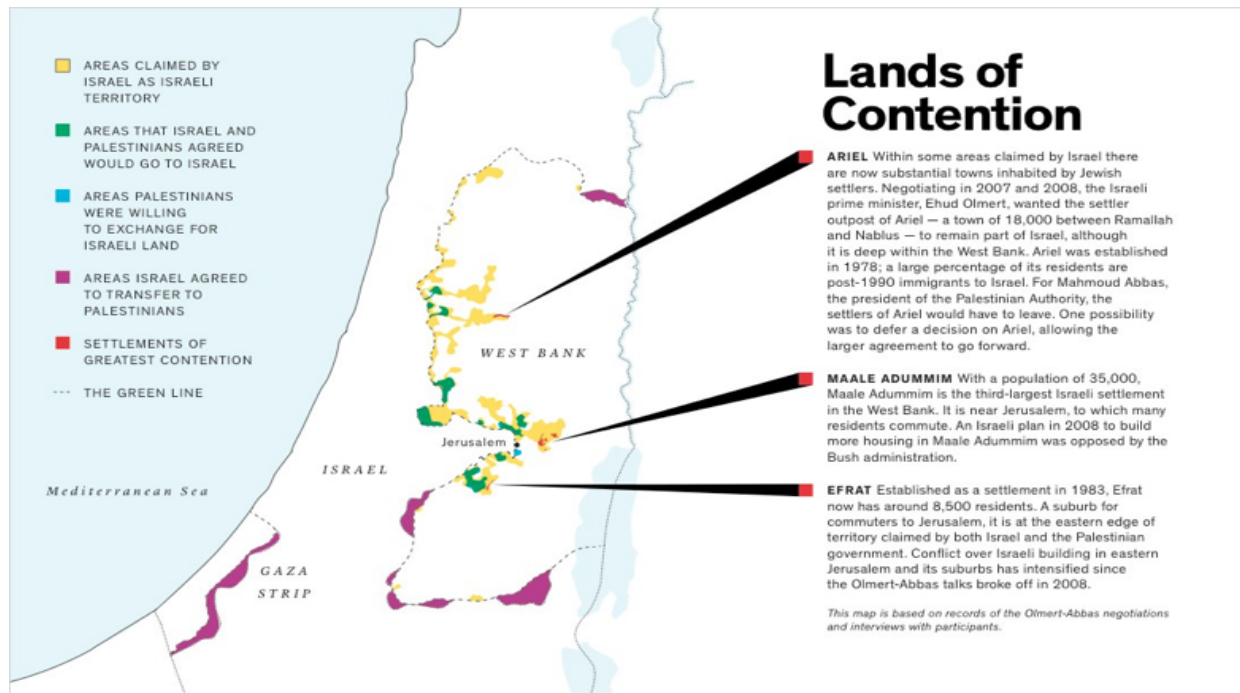 AREAS CLAIMED BY
ISRAEL AS ISRAELI
TERRITORY
AREAS THAT ISRAEL AND
PALESTINIANS AGREED
WOULD GO TO ISRAEL
AREAS PALESTINIANS
WERE WILLING
TO EXCHANGE FOR
ISRAELI LAND
AREAS ISRAEL AGREED
TO TRANSFER TO
PALESTINIANS
SETTLEMENTS OF
GREATEST CONTENTION
THE GREEN LINE
WEST BANK
Jerusalem
ISRAEL
Mediterranean Sea
GAZA
STRIP
Lands of
Contention
ARIEL Within some areas claimed by Israel there
are now substantial towns inhabited by Jewish
settlers. Negotiating in 2007 and 2008, the Israeli
prime minister, Ehud Olmert, wanted the settler
outpost of Ariel — a town of 18,000 between Ramallah
and Nablus — to remain part of Israel, although
it is deep within the West Bank. Ariel was established
in 1978; a large percentage of its residents are
post-1990 immigrants to Israel. For Mahmoud Abbas,
the president of the Palestinian Authority, the
settlers of Ariel would have to leave. One possibility
was to defer a decision on Ariel, allowing the
larger agreement to go forward.
MAALE ADUMMIM With a population of 35,000,
Maale Adummim is the third-largest Israeli settlement
in the West Bank. It is near Jerusalem, to which many
residents commute. An Israeli plan in 2008 to build
more housing in Maale Adummim was opposed by the
Bush administration.
EFRAT Established as a settlement in 1983, Efrat
now has around 8,500 residents. A suburb for
commuters to Jerusalem, it is at the eastern edge of
territory claimed by both Israel and the Palestinian
government. Conflict over Israeli building in eastern
Jerusalem and its suburbs has intensified since
the Olmert-Abbas talks broke off in 2008.
This map is based on records of the Olmert-Abbas negotiations
and interviews with participants.